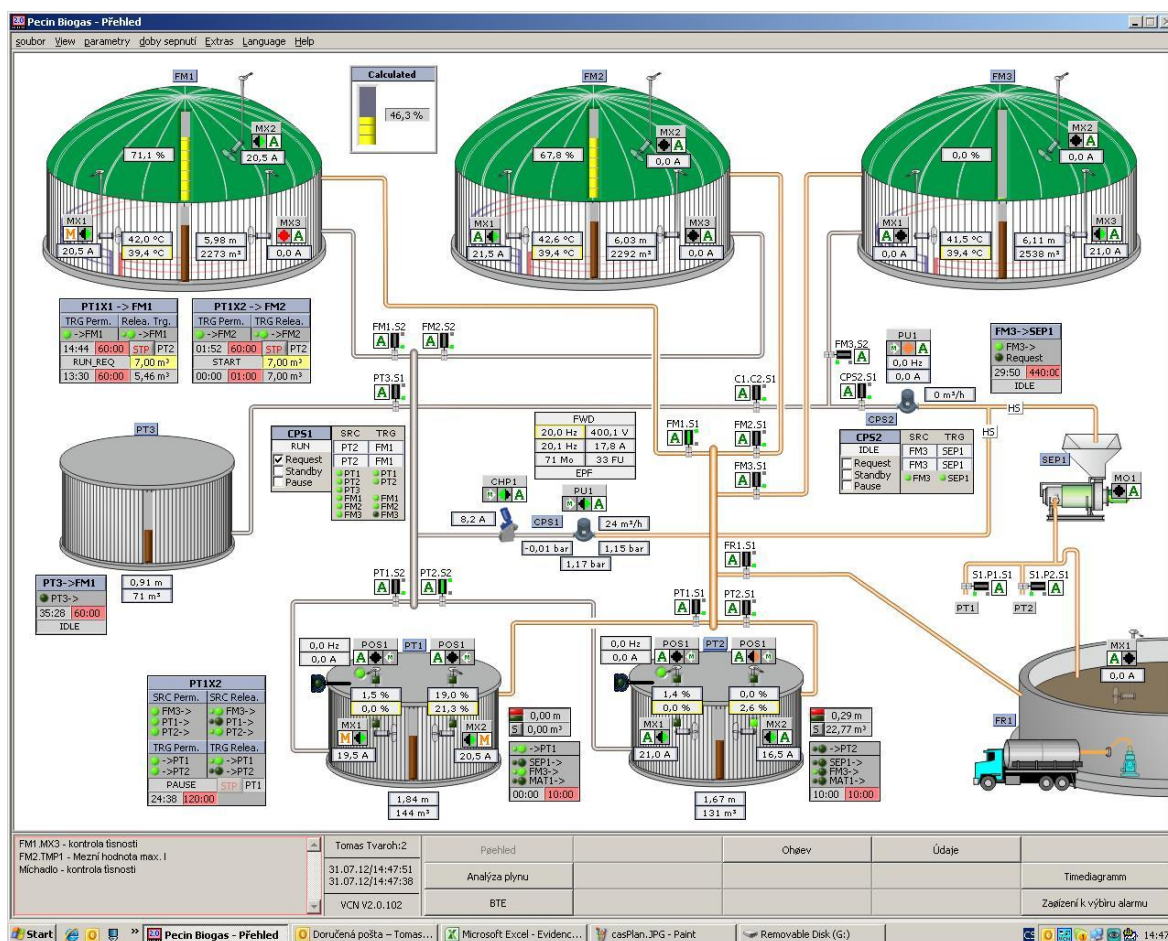 Pecin Biogas - Přehled
soubor View parametry doby sepnutí Extras Language Help
FM1
Calculated
46,3 %
FM2
FM3
MX2
A
20,5 A
71,1 %
MX1
M
20,5 A
42,0 °C
39,4 °C
5,98 m
2273 m³
MX3
A
0,0 A
MX2
A
0,0 A
67,8 %
MX1
A
21,5 A
42,6 °C
39,4 °C
6,03 m
2292 m³
MX3
A
0,0 A
MX2
A
0,0 A
0,0 %
MX1
A
0,0 A
41,5 °C
39,4 °C
6,11 m
2538 m³
MX3
A
21,0 A
PT1X1 -> FM1
TRG Perm. Relea. Trg.
->FM1 ->FM1
14:44 60:00 STP PT2
RUN_REQ 7,00 m³
13:30 60:00 5,46 m³
PT1X2 -> FM2
TRG Perm. TRG Relea.
->FM2 ->FM2
01:52 60:00 STP PT2
START 7,00 m³
00:00 01:00 7,00 m³
FM1.S2 FM2.S2
A A
PT3.S1
A
C1.C2.S1
A
FM3.S2
A
CPS2.S1
A
PU1
M A
0,0 Hz
0,0 A
CPS2
0 m³/h
FM3->SEP1
FM3->
Request
29:50 440:00
IDLE
HS
HS
PT3
CPS1 SRC TRG
RUN PT2 FM1
Request PT2 FM1
Standby
Pause
PT1 PT1
PT2 PT2
PT3
FM1 FM1
FM2 FM2
FM3 FM3
FWD
20,0 Hz 400,1 V
20,1 Hz 17,8 A
71 Mo 33 FU
EPF
FM1.S1 FM2.S1
A A
FM3.S1
A
CPS2 SRC TRG
IDLE FM3 SEP1
Request FM3 SEP1
Standby FM3 SEP1
Pause
SEP1
MO1
A
CHP1
M A
8,2 A
PU1
M A
CPS1
24 m³/h
-0,01 bar
1,15 bar
1,17 bar
PT3->FM1
PT3->
35:28 60:00
IDLE
0,91 m
71 m³
PT1.S2 PT2.S2
A A
FR1.S1
A
PT1.S1 PT2.S1
A A
S1.P1.S1 S1.P2.S1
A A
PT1 PT2
PT1X2
SRC Perm. SRC Relea.
FM3-> FM3->
PT1-> PT1->
PT2-> PT2->
TRG Perm. TRG Relea.
->PT1 ->PT1
->PT2 ->PT2
PAUSE STP PT1
24:38 120:00
0,0 Hz
0,0 A
POS1 PT1 POS1
A M A M
1,5 % 19,0 %
0,0 % 21,3 %
MX1
M
19,5 A
MX2
M
20,5 A
1,84 m
144 m³
0,00 m
S 0,00 m³
->PT1
SEP1->
FM3->
MAT1->
00:00 10:00
0,0 Hz
0,0 A
POS1 PT2 POS1
A M A M
1,4 % 0,0 %
0,0 % 2,6 %
MX1
A
21,0 A
MX2
A
16,5 A
1,67 m
131 m³
0,29 m
S 22,77 m³
->PT2
SEP1->
FM3->
MAT1->
10:00 10:00
MX1
A
0,0 A
FR1
FM1.MX3 - kontrola tìsnosti
FM2.TMP1 - Mezní hodnota max. I
Míchadlo - kontrola tìsnosti
Tomas Tvaroh:2
31.07.12/14:47:51
31.07.12/14:47:38
VCN V2.0.102
Pøehled
Ohøev
Údaje
Analýza plynu
Timediagramm
BTE
Zaøízení k výbìru alarmu
Start
Pecin Biogas - Přehled
Doručená pošta – Tomas...
Microsoft Excel - Evidenc...
casPlan.JPG - Paint
Removable Disk (G:)
CS
14:47